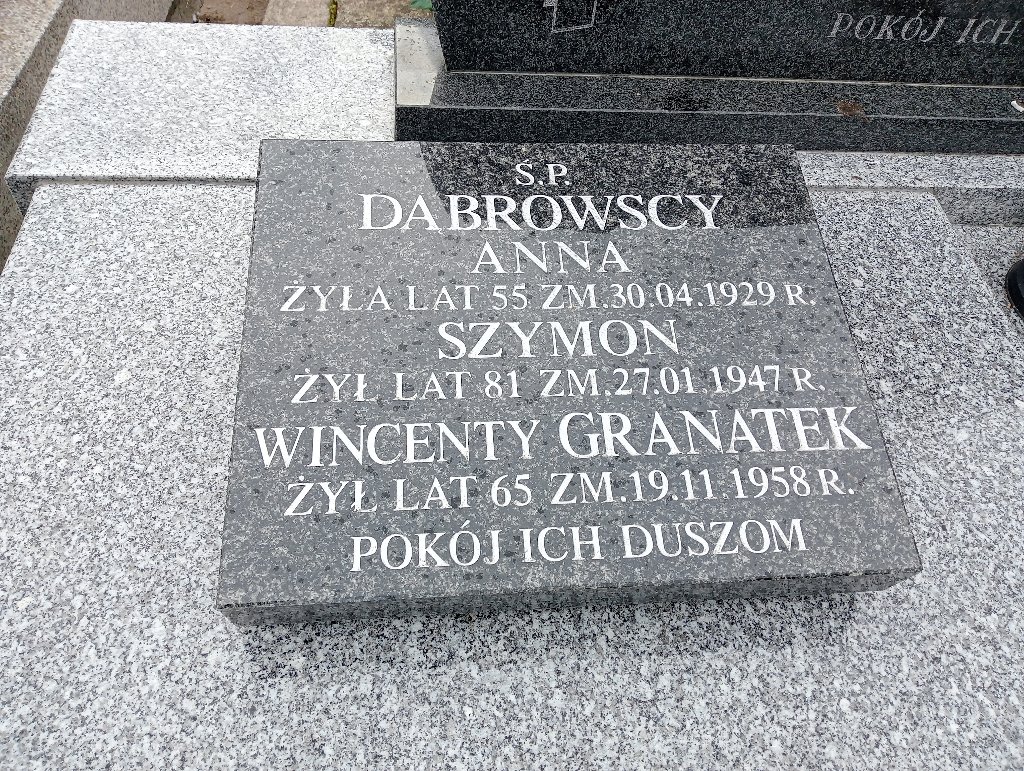 POKÓJ ICH
Ś.P.
DĄBROWSCY
ANNA
ŻYŁA LAT 55 ZM.30.04.1929 R.
SZYMON
ŻYŁ LAT 81 ZM.27.01.1947 R.
WINCENTY GRANATEK
ŻYŁ LAT 65 ZM.19.11.1958 R.
POKÓJ ICH DUSZOM